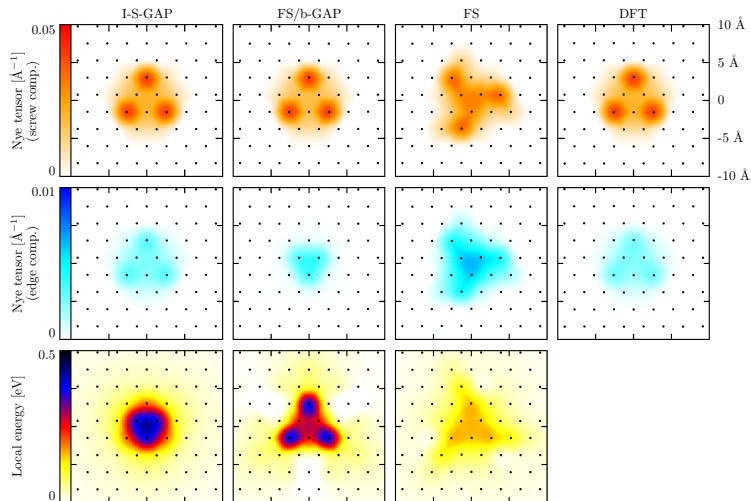 I-S-GAP FS/b-GAP FS DFT
0.05
Nye tensor [Å⁻¹]
(screw comp.)
0
10 Å
5 Å
0
-5 Å
-10 Å
0.01
Nye tensor [Å⁻¹]
(edge comp.)
0
0.5
Local energy [eV]
0